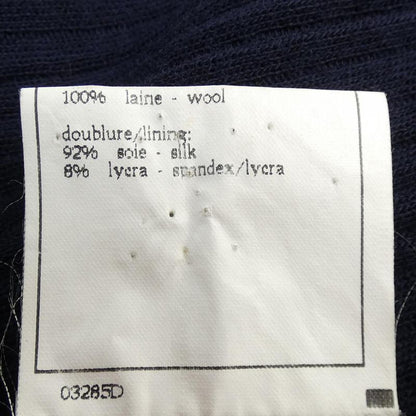 100% laine - wool
doublure/lining:
92% soie - silk
8% lycra - spandex/lycra
03285D